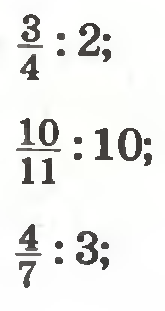 3/4 : 2;
10/11 : 10;
4/7 : 3;